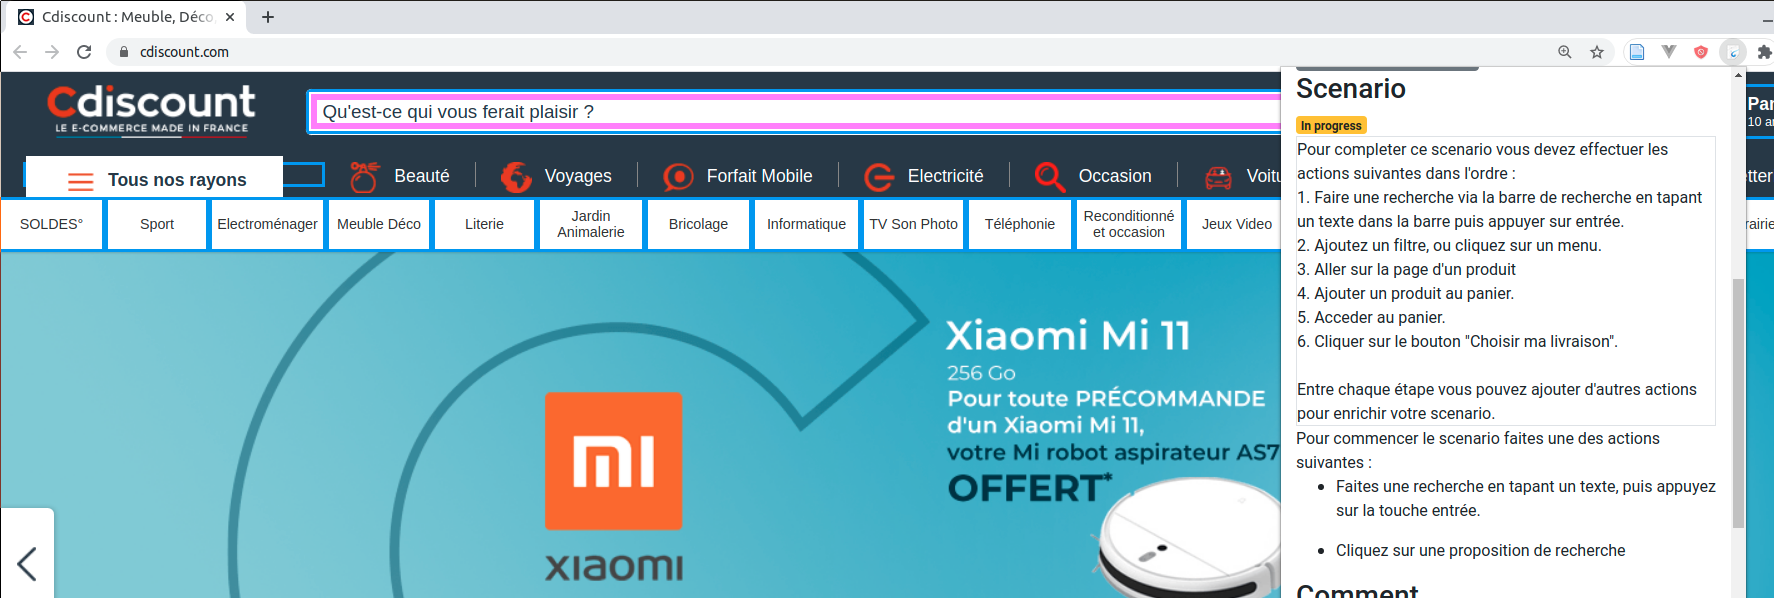 Cdiscount : Meuble, Déco
cdiscount.com
Cdiscount
LE E-COMMERCE MADE IN FRANCE
Qu'est-ce qui vous ferait plaisir ?
10 a
Tous nos rayons
Beauté
Voyages
Forfait Mobile
Electricité
Occasion
Voitu
etter
SOLDES°
Sport
Electroménager
Meuble Déco
Literie
Jardin
Animalerie
Bricolage
Informatique
TV Son Photo
Téléphonie
Reconditionné
et occasion
Jeux Video
rairie
Xiaomi Mi 11
256 Go
Pour toute PRÉCOMMANDE
d'un Xiaomi Mi 11,
votre Mi robot aspirateur AS7
OFFERT*
mi
xiaomi
Scenario
In progress
Pour completer ce scenario vous devez effectuer les
actions suivantes dans l'ordre :
1. Faire une recherche via la barre de recherche en tapant
un texte dans la barre puis appuyer sur entrée.
2. Ajoutez un filtre, ou cliquez sur un menu.
3. Aller sur la page d'un produit
4. Ajouter un produit au panier.
5. Acceder au panier.
6. Cliquer sur le bouton "Choisir ma livraison".
Entre chaque étape vous pouvez ajouter d'autres actions
pour enrichir votre scenario.
Pour commencer le scenario faites une des actions
suivantes :
• Faites une recherche en tapant un texte, puis appuyez
sur la touche entrée.
• Cliquez sur une proposition de recherche
Comment